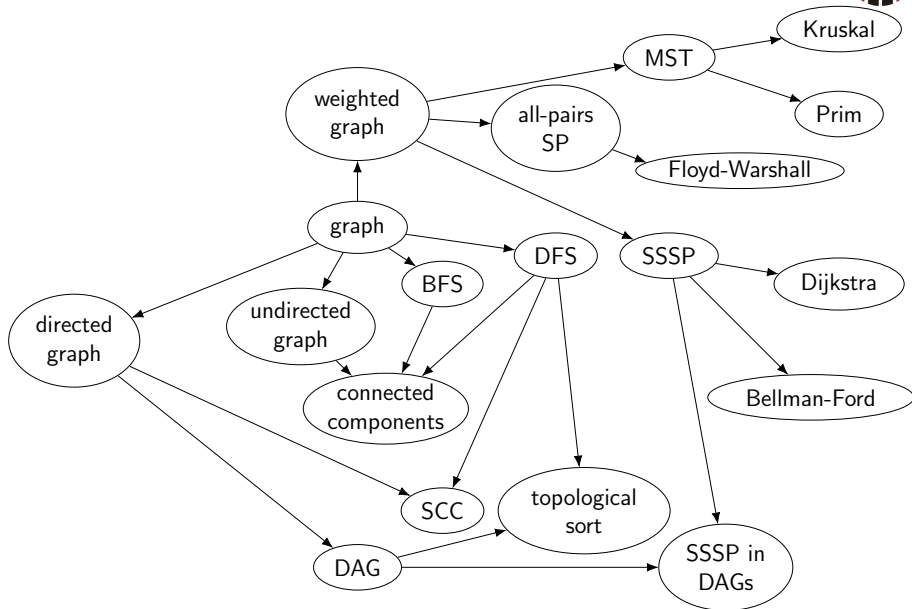 Kruskal
MST
weighted
graph
all-pairs
SP
Prim
Floyd-Warshall
graph
DFS
SSSP
BFS
Dijkstra
undirected
graph
directed
graph
connected
components
Bellman-Ford
SCC
topological
sort
DAG
SSSP in
DAGs